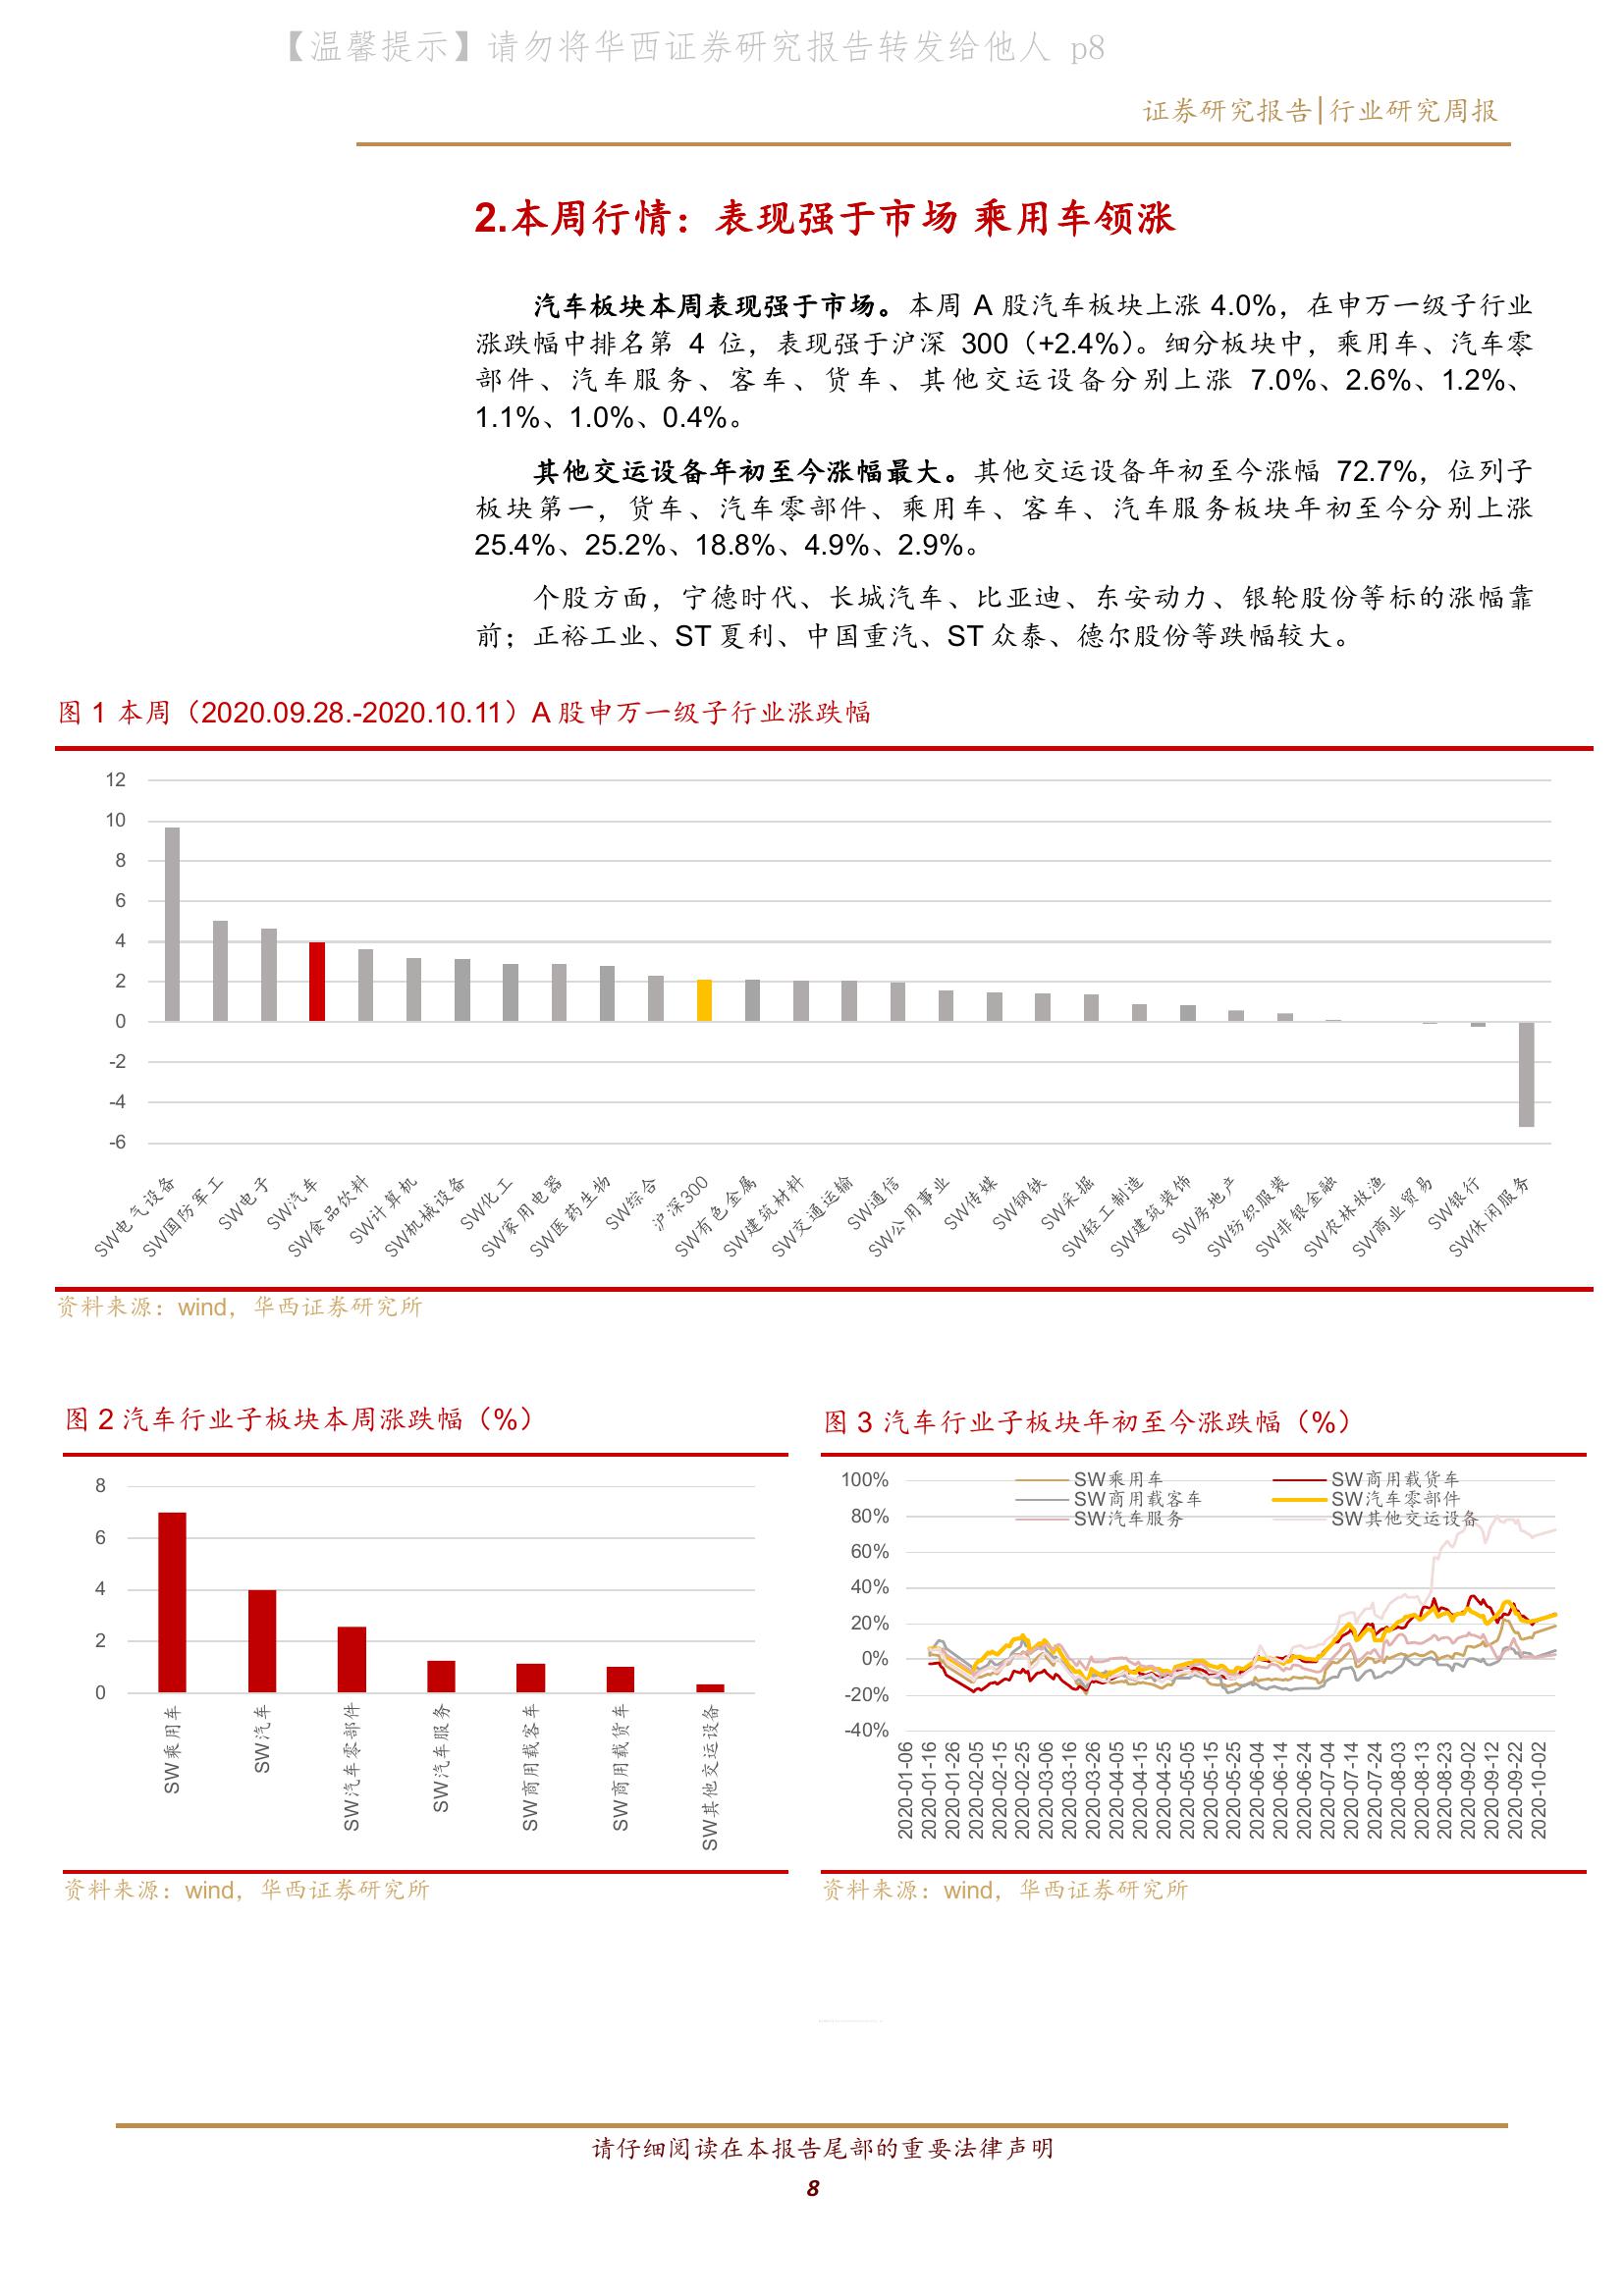 【温馨提示】请勿将华西证券研究报告转发给他人 p8
证券研究报告|行业研究周报
2.本周行情：表现强于市场 乘用车领涨
汽车板块本周表现强于市场。本周 A 股汽车板块上涨 4.0%，在申万一级子行业
涨跌幅中排名第 4 位，表现强于沪深 300（+2.4%）。细分板块中，乘用车、汽车零
部件、汽车服务、客车、货车、其他交运设备分别上涨 7.0%、2.6%、1.2%、
1.1%、1.0%、0.4%。
其他交运设备年初至今涨幅最大。其他交运设备年初至今涨幅 72.7%，位列子
板块第一，货车、汽车零部件、乘用车、客车、汽车服务板块年初至今分别上涨
25.4%、25.2%、18.8%、4.9%、2.9%。
个股方面，宁德时代、长城汽车、比亚迪、东安动力、银轮股份等标的涨幅靠
前；正裕工业、ST 夏利、中国重汽、ST 众泰、德尔股份等跌幅较大。
图 1 本周（2020.09.28.-2020.10.11）A 股申万一级子行业涨跌幅
12
10
8
6
4
2
0
-2
-4
-6
SW电气设备
SW国防军工
SW电子
SW汽车
SW食品饮料
SW计算机
SW机械设备
SW化工
SW家用电器
SW医药生物
SW综合
沪深300
SW有色金属
SW建筑材料
SW交通运输
SW通信
SW公用事业
SW传媒
SW钢铁
SW采掘
SW轻工制造
SW建筑装饰
SW房地产
SW纺织服装
SW非银金融
SW农林牧渔
SW商业贸易
SW银行
SW休闲服务
资料来源：wind，华西证券研究所
图 2 汽车行业子板块本周涨跌幅（%）
8
6
4
2
0
SW乘用车
SW汽车
SW汽车零部件
SW汽车服务
SW商用载客车
SW商用载货车
SW其他交运设备
资料来源：wind，华西证券研究所
图 3 汽车行业子板块年初至今涨跌幅（%）
100%
80%
60%
40%
20%
0%
-20%
-40%
SW乘用车
SW商用载货车
SW商用载客车
SW汽车零部件
SW汽车服务
SW其他交运设备
2020-01-06
2020-01-16
2020-01-26
2020-02-05
2020-02-15
2020-02-25
2020-03-06
2020-03-16
2020-03-26
2020-04-05
2020-04-15
2020-04-25
2020-05-05
2020-05-15
2020-05-25
2020-06-04
2020-06-14
2020-06-24
2020-07-04
2020-07-14
2020-07-24
2020-08-03
2020-08-13
2020-08-23
2020-09-02
2020-09-12
2020-09-22
2020-10-02
资料来源：wind，华西证券研究所
请仔细阅读在本报告尾部的重要法律声明
8